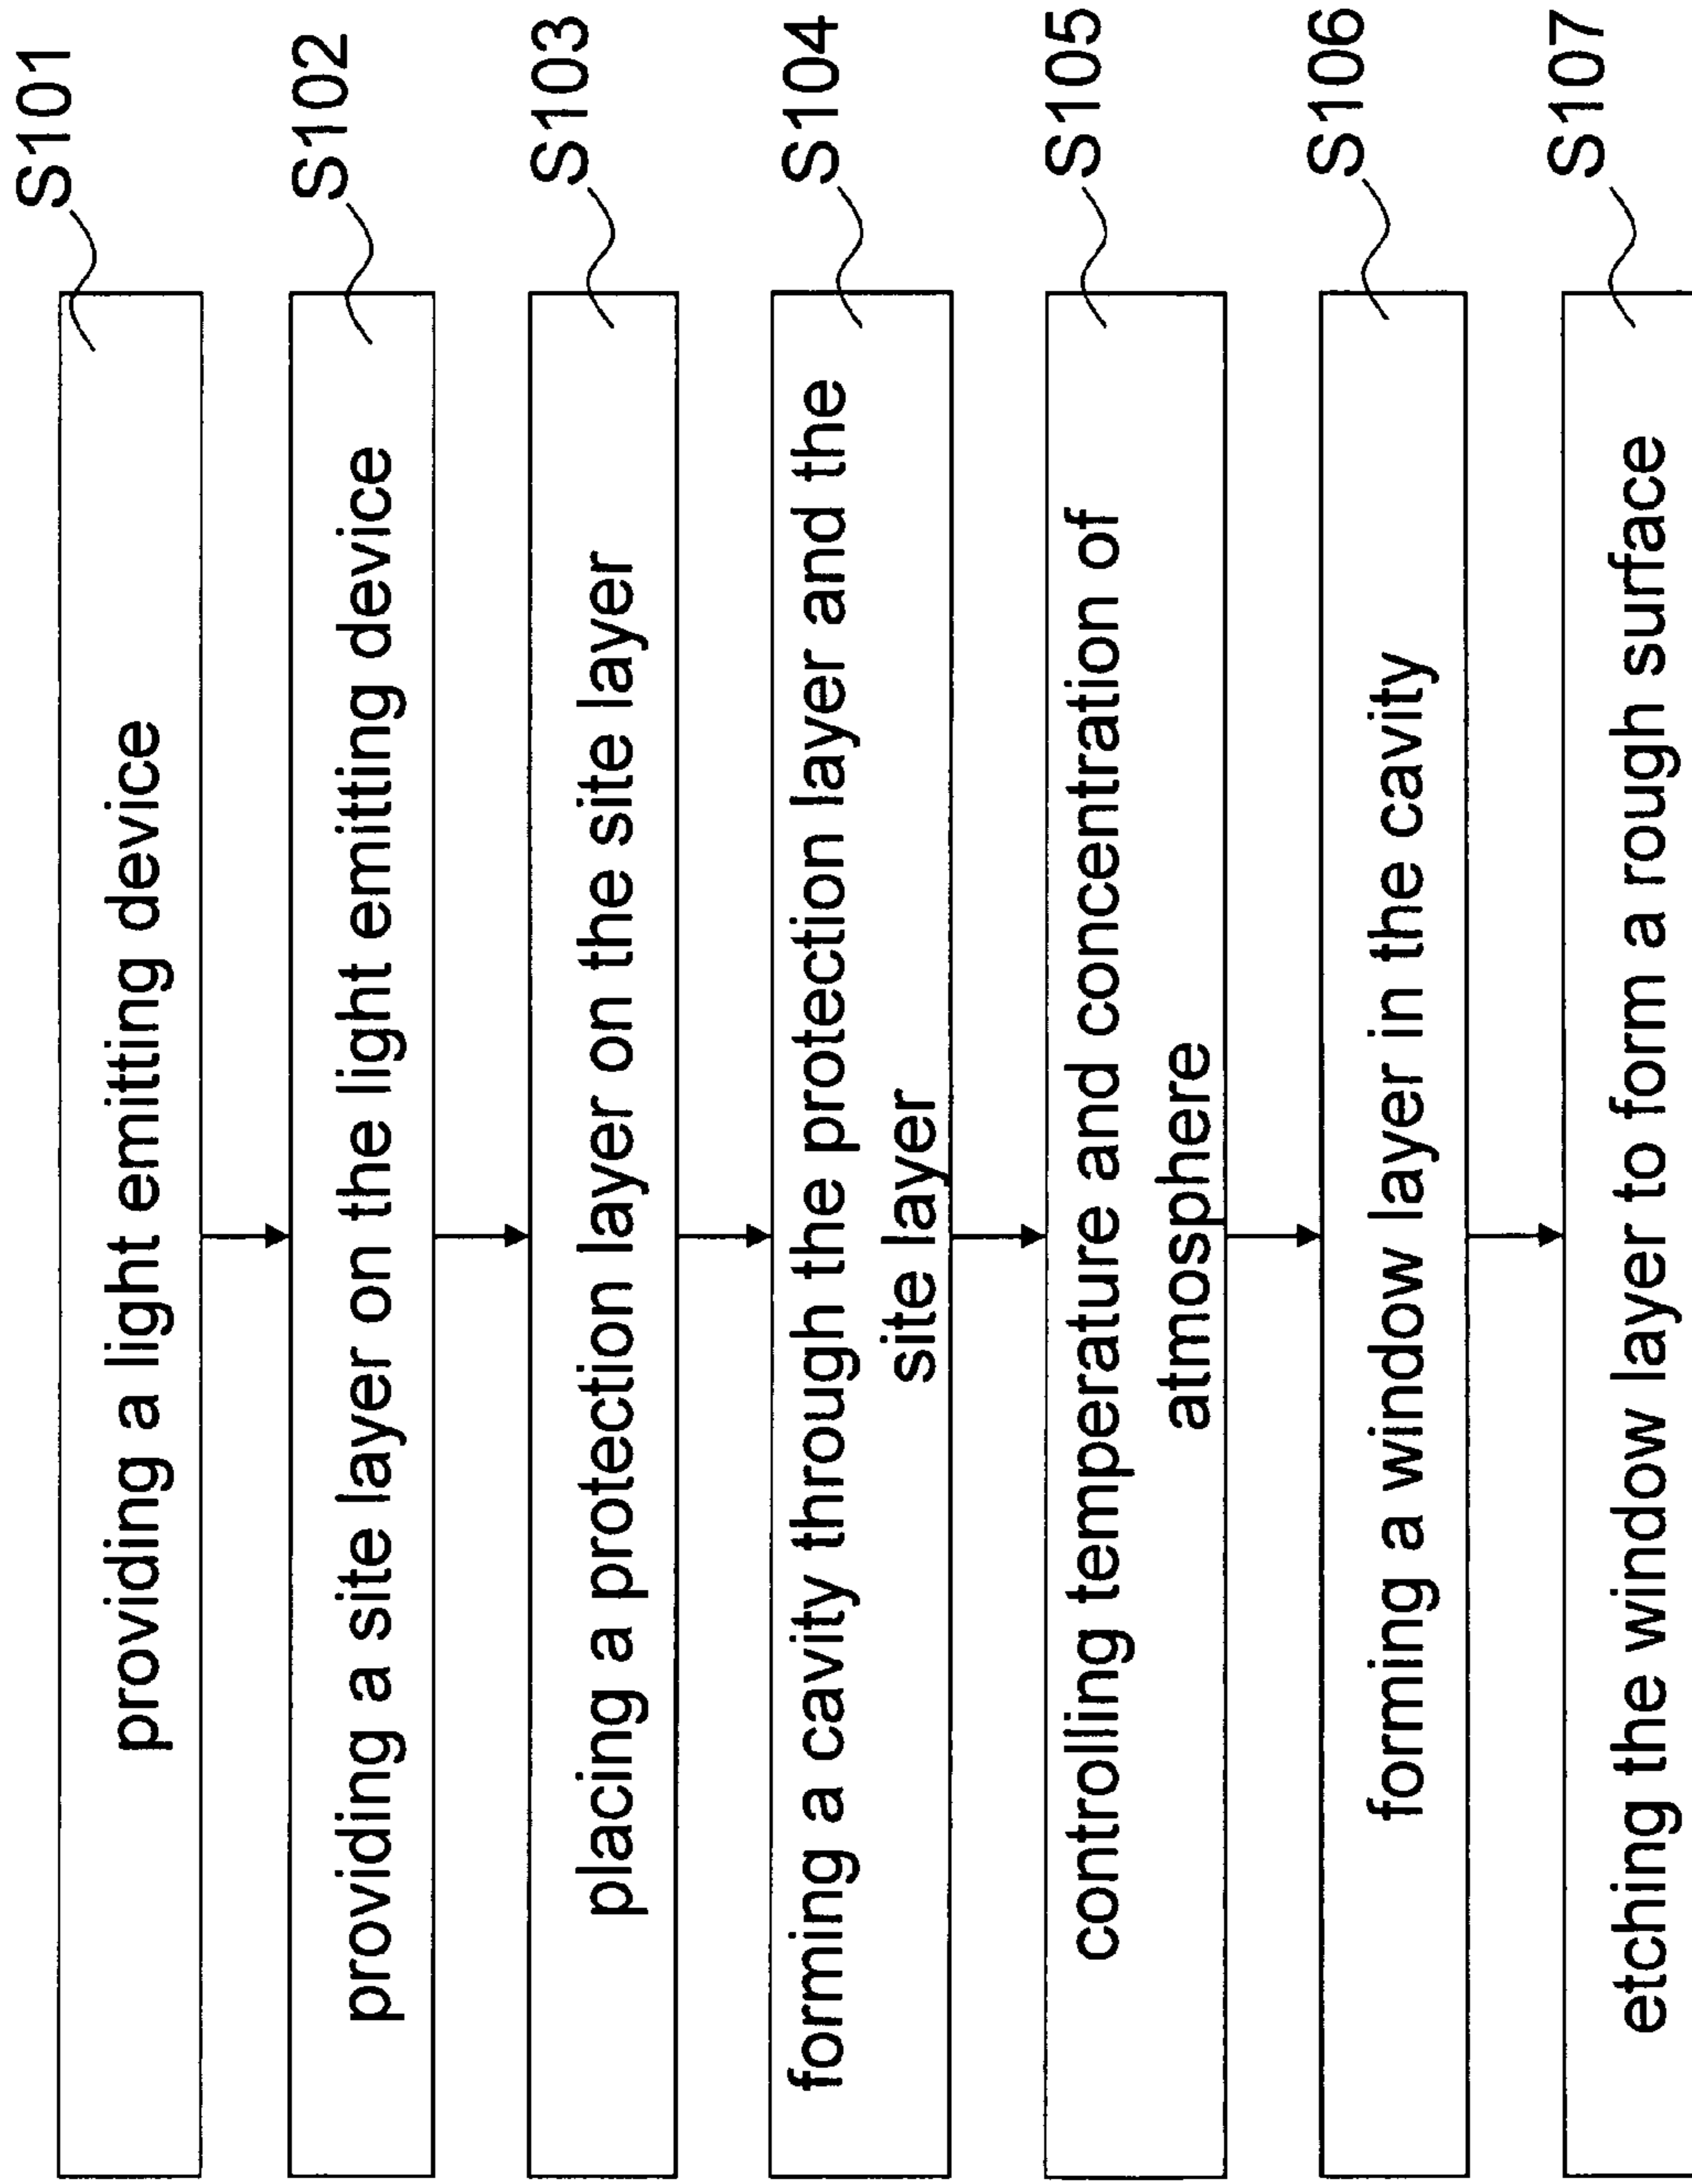 providing a light emitting device
S101
providing a site layer on the light emitting device
S102
placing a protection layer on the site layer
S103
forming a cavity through the protection layer and the
site layer
S104
controlling temperature and concentration of
atmosphere
S105
forming a window layer in the cavity
S106
etching the window layer to form a rough surface
S107